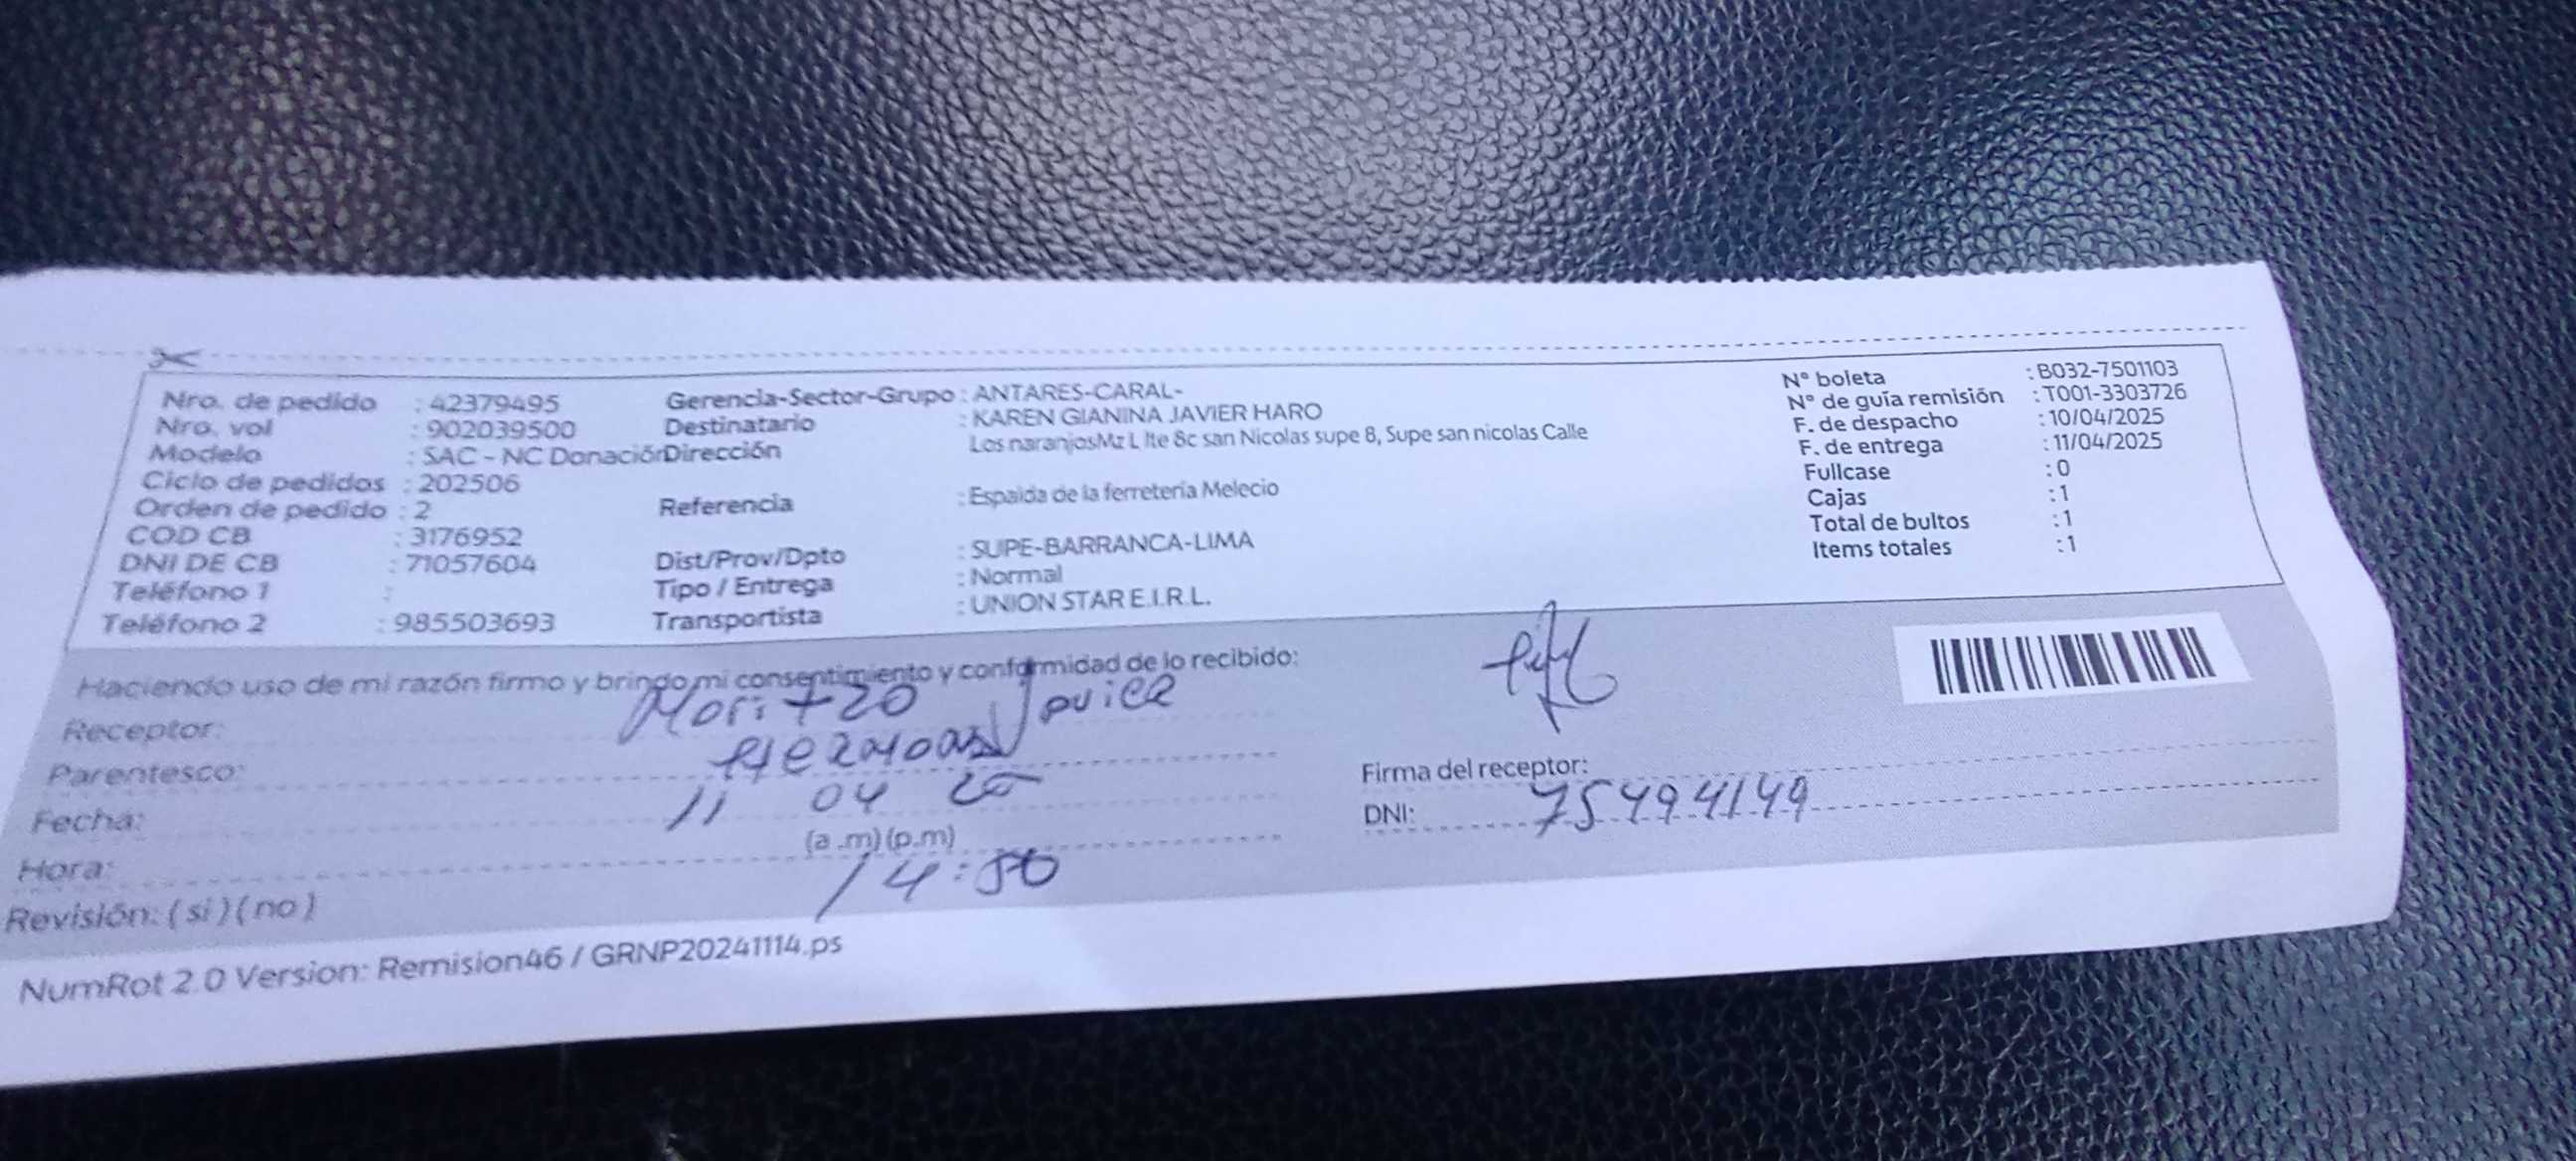 Nro. de pedido : 42379495
Nro. vol : 902039500
Modelo : SAC - NC Donación
Ciclo de pedidos : 202506
Orden de pedido : 2
COD CB : 3176952
DNI DE CB : 71057604
Teléfono 1 :
Teléfono 2 : 985503693
Gerencia-Sector-Grupo : ANTARES-CARAL-
Destinatario : KAREN GIANINA JAVIER HARO
Dirección Los naranjosMz L lte 8c san Nicolas supe 8, Supe san nicolas Calle
Referencia : Espalda de la ferretería Melecio
Dist/Prov/Dpto : SUPE-BARRANCA-LIMA
Tipo / Entrega : Normal
Transportista : UNION STAR E.I.R.L.
N° boleta : B032-7501103
N° de guía remisión : T001-3303726
F. de despacho : 10/04/2025
F. de entrega : 11/04/2025
Fullcase : 0
Cajas : 1
Total de bultos : 1
Items totales : 1
Haciendo uso de mi razón firmo y brindo mi consentimiento y conformidad de lo recibido:
Receptor:
Parentesco:
Fecha: 11 04
Hora: (a .m) (p.m)
14:50
Revisión: ( si ) ( no )
Firma del receptor:
DNI: 75494149
NumRot 2.0 Version: Remision46 / GRNP20241114.ps